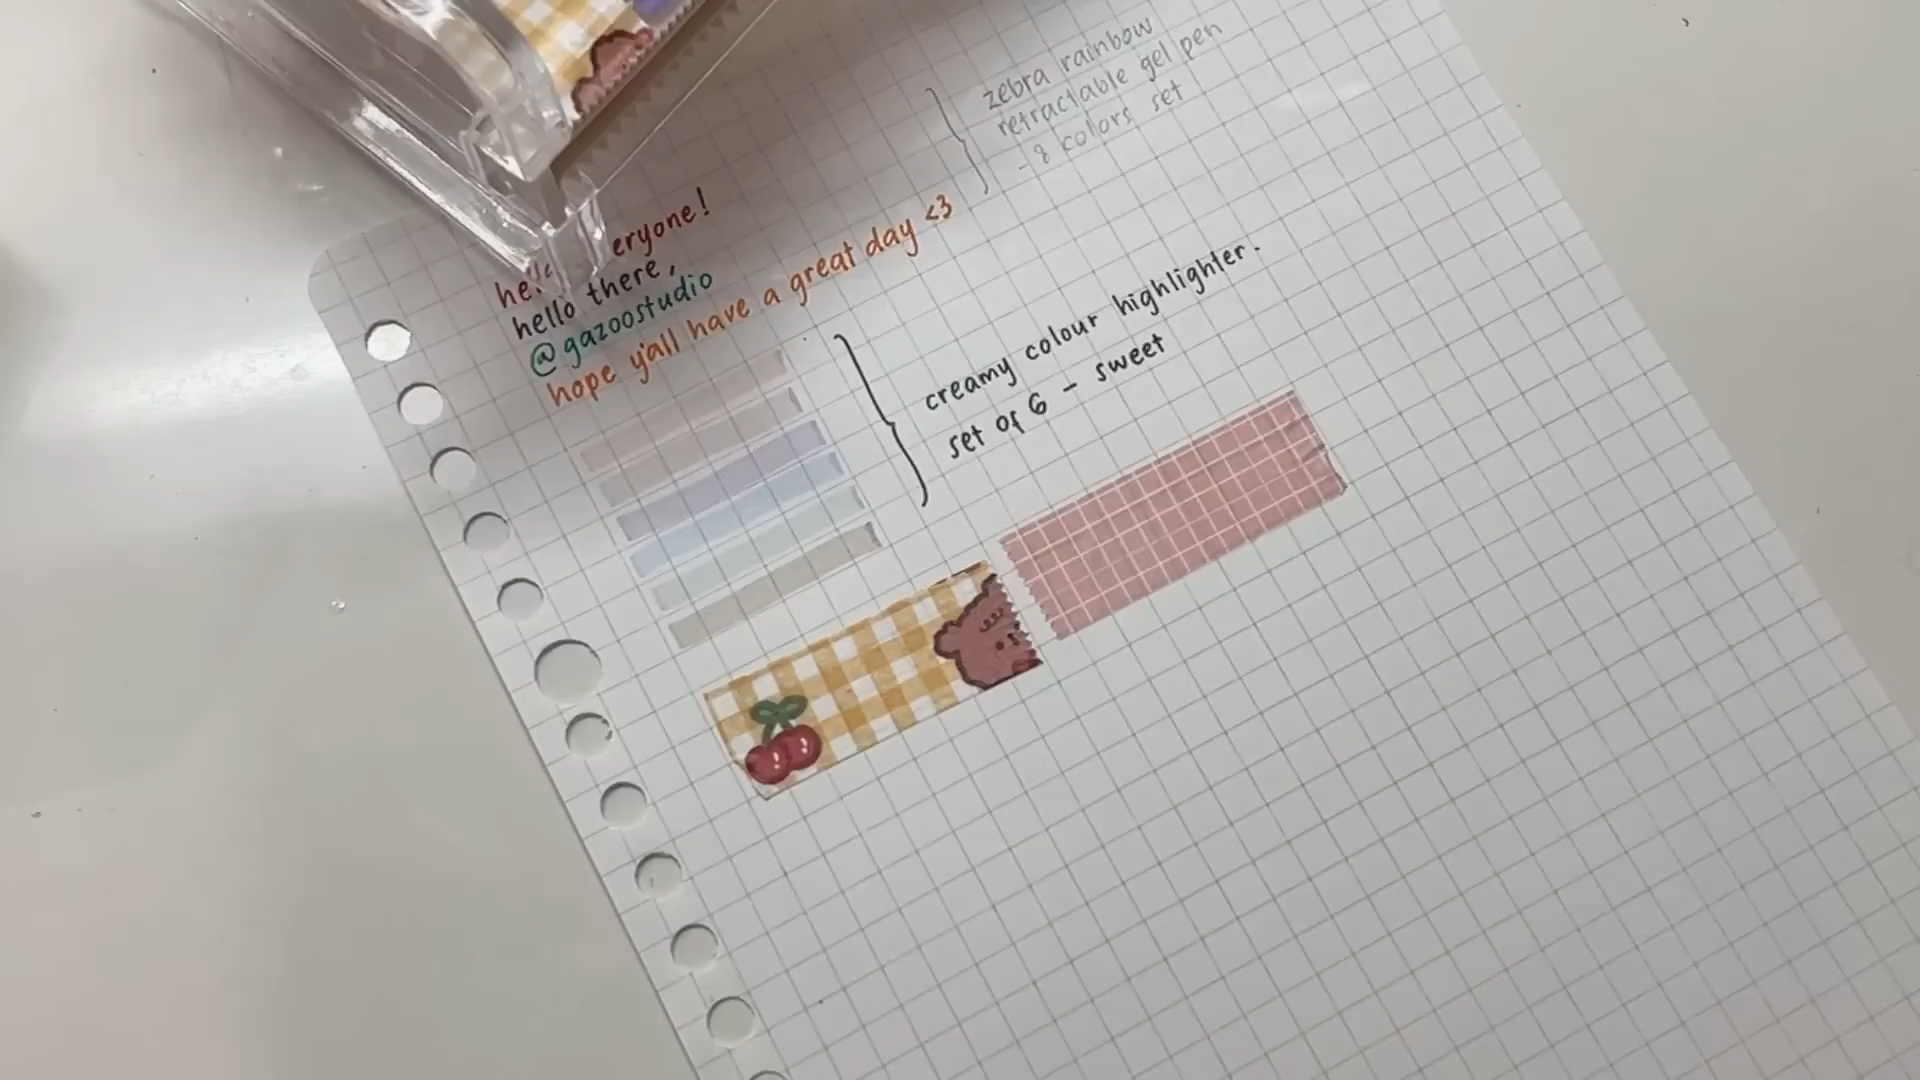 eryone!
hello there,
@gazoostudio
hope y'all have a great day <3
zebra rainbow
retractable gel pen
- 8 colors set
creamy colour highlighter.
set of 6 - sweet